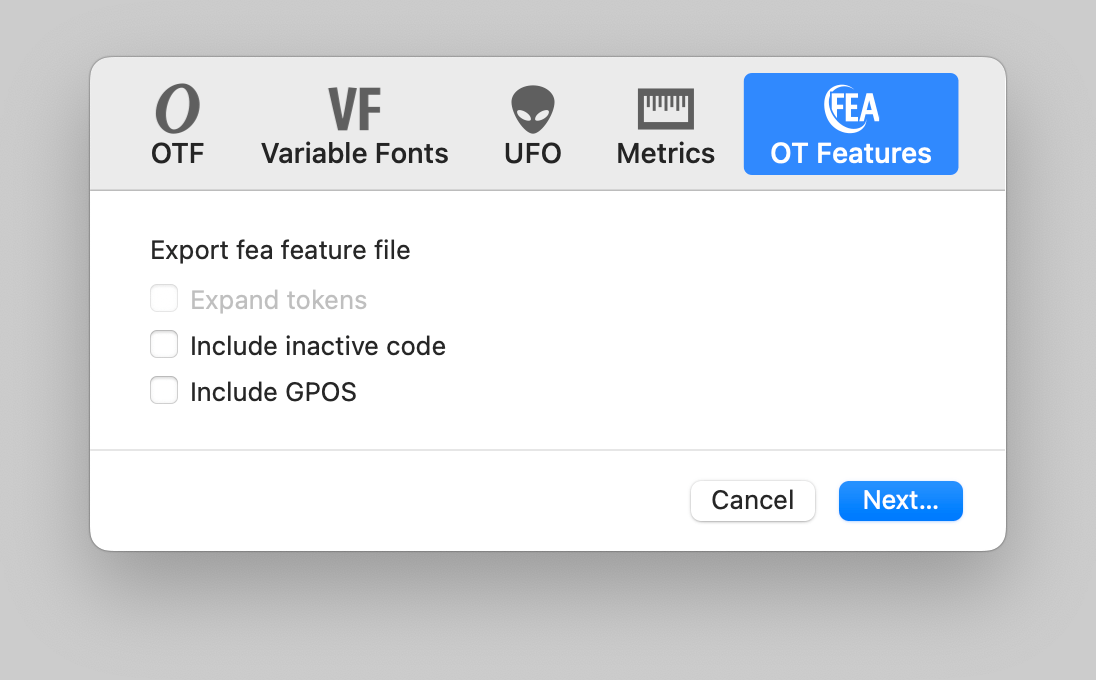 O VF FEA
OTF Variable Fonts UFO Metrics OT Features
Export fea feature file
Expand tokens
Include inactive code
Include GPOS
Cancel Next...